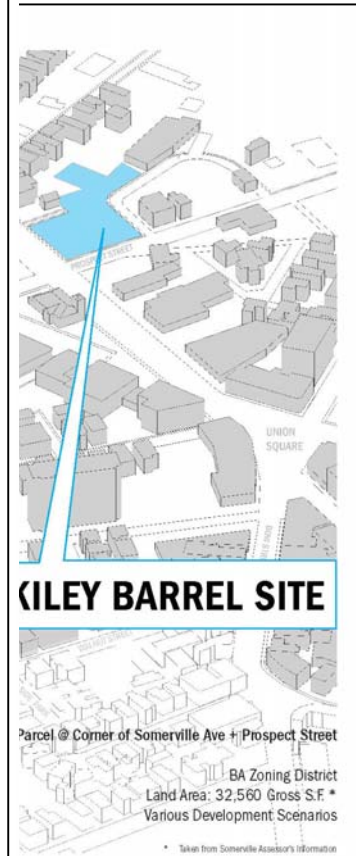 PROSPECT STREET
UNION
SQUARE
KILEY BARREL SITE
Parcel @ Corner of Somerville Ave + Prospect Street
BA Zoning District
Land Area: 32,560 Gross S.F. *
Various Development Scenarios
* Taken from Somerville Assessor's Information